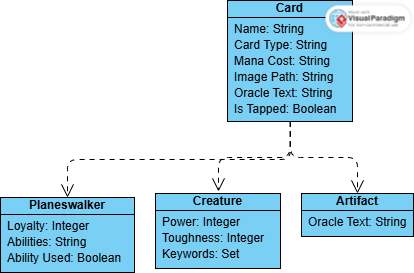 Card
Made with
Visual Paradigm
For non-commercial use
Name: String
Card Type: String
Mana Cost: String
Image Path: String
Oracle Text: String
Is Tapped: Boolean
Planeswalker
Loyalty: Integer
Abilities: String
Ability Used: Boolean
Creature
Power: Integer
Toughness: Integer
Keywords: Set
Artifact
Oracle Text: String